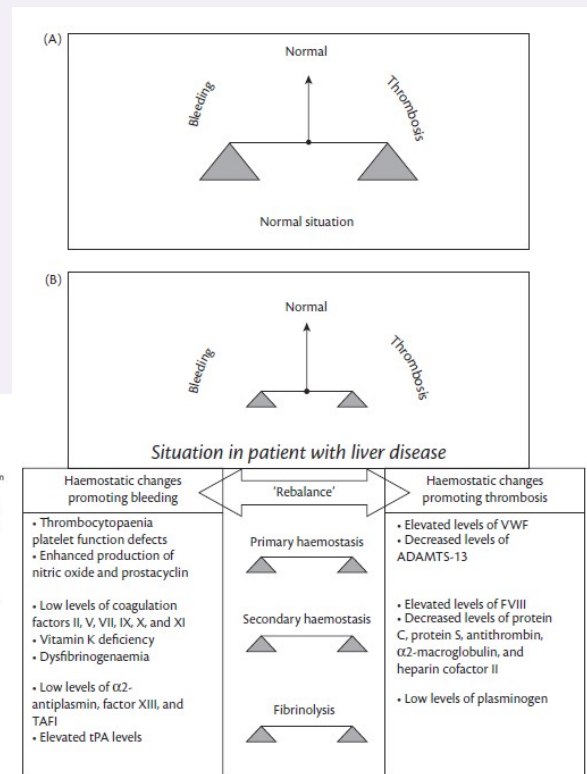 (A)
Normal
Bleeding
Thrombosis
Normal situation
(B)
Normal
Bleeding
Thrombosis
Situation in patient with liver disease
Haemostatic changes
promoting bleeding
'Rebalance'
Haemostatic changes
promoting thrombosis
• Thrombocytopaenia
platelet function defects
• Enhanced production of
nitric oxide and prostacyclin
Primary haemostasis
• Elevated levels of VWF
• Decreased levels of
ADAMTS-13
• Low levels of coagulation
factors II, V, VII, IX, X, and XI
• Vitamin K deficiency
• Dysfibrinogenaemia
Secondary haemostasis
• Elevated levels of FVIII
• Decreased levels of protein
C, protein S, antithrombin,
α2-macroglobulin, and
heparin cofactor II
• Low levels of α2-
antiplasmin, factor XIII, and
TAFI
• Elevated tPA levels
Fibrinolysis
• Low levels of plasminogen